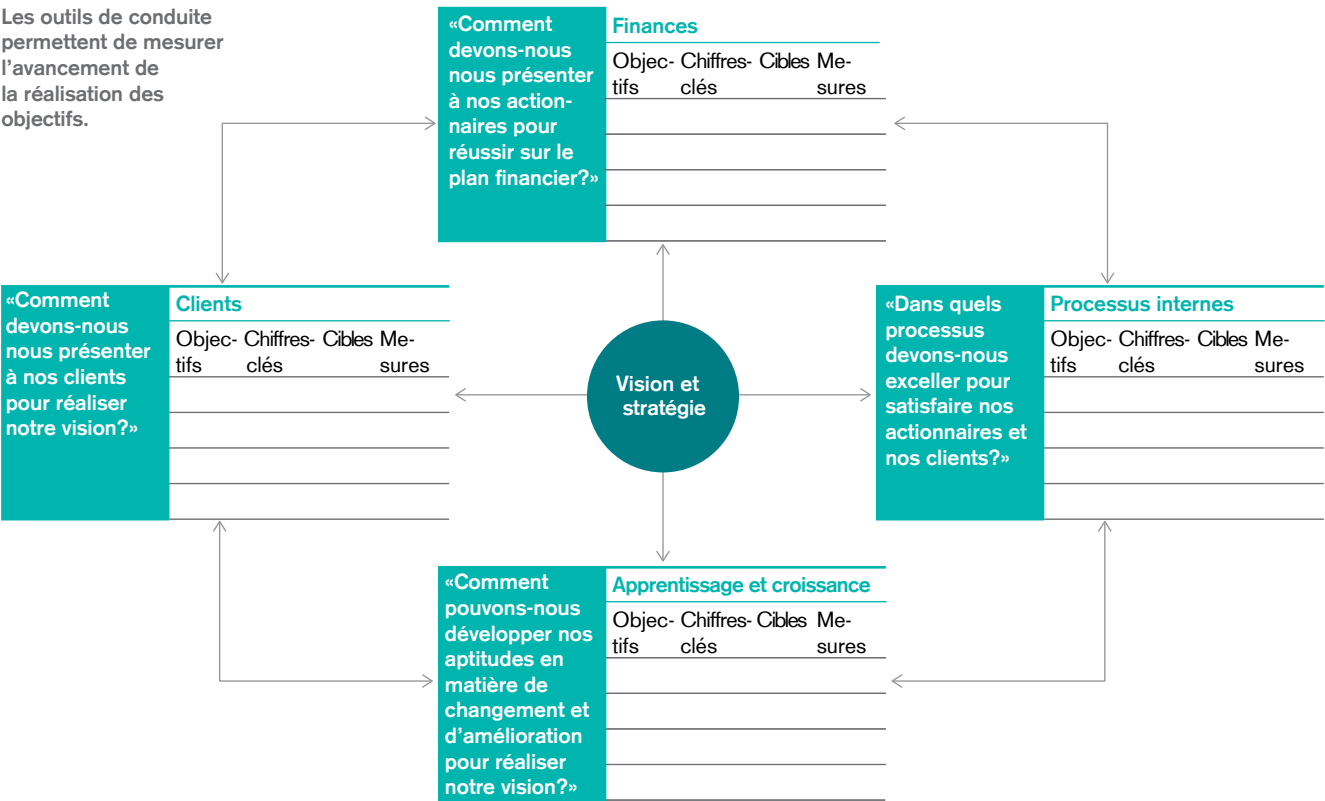 Les outils de conduite
permettent de mesurer
l’avancement de
la réalisation des
objectifs.
«Comment
devons-nous
nous présenter
à nos action-
naires pour
réussir sur le
plan financier?»
Finances
Objec- Chiffres- Cibles Me-
tifs clés sures
«Comment
devons-nous
nous présenter
à nos clients
pour réaliser
notre vision?»
Clients
Objec- Chiffres- Cibles Me-
tifs clés sures
Vision et
stratégie
«Dans quels
processus
devons-nous
exceller pour
satisfaire nos
actionnaires et
nos clients?»
Processus internes
Objec- Chiffres- Cibles Me-
tifs clés sures
«Comment
pouvons-nous
développer nos
aptitudes en
matière de
changement et
d’amélioration
pour réaliser
notre vision?»
Apprentissage et croissance
Objec- Chiffres- Cibles Me-
tifs clés sures